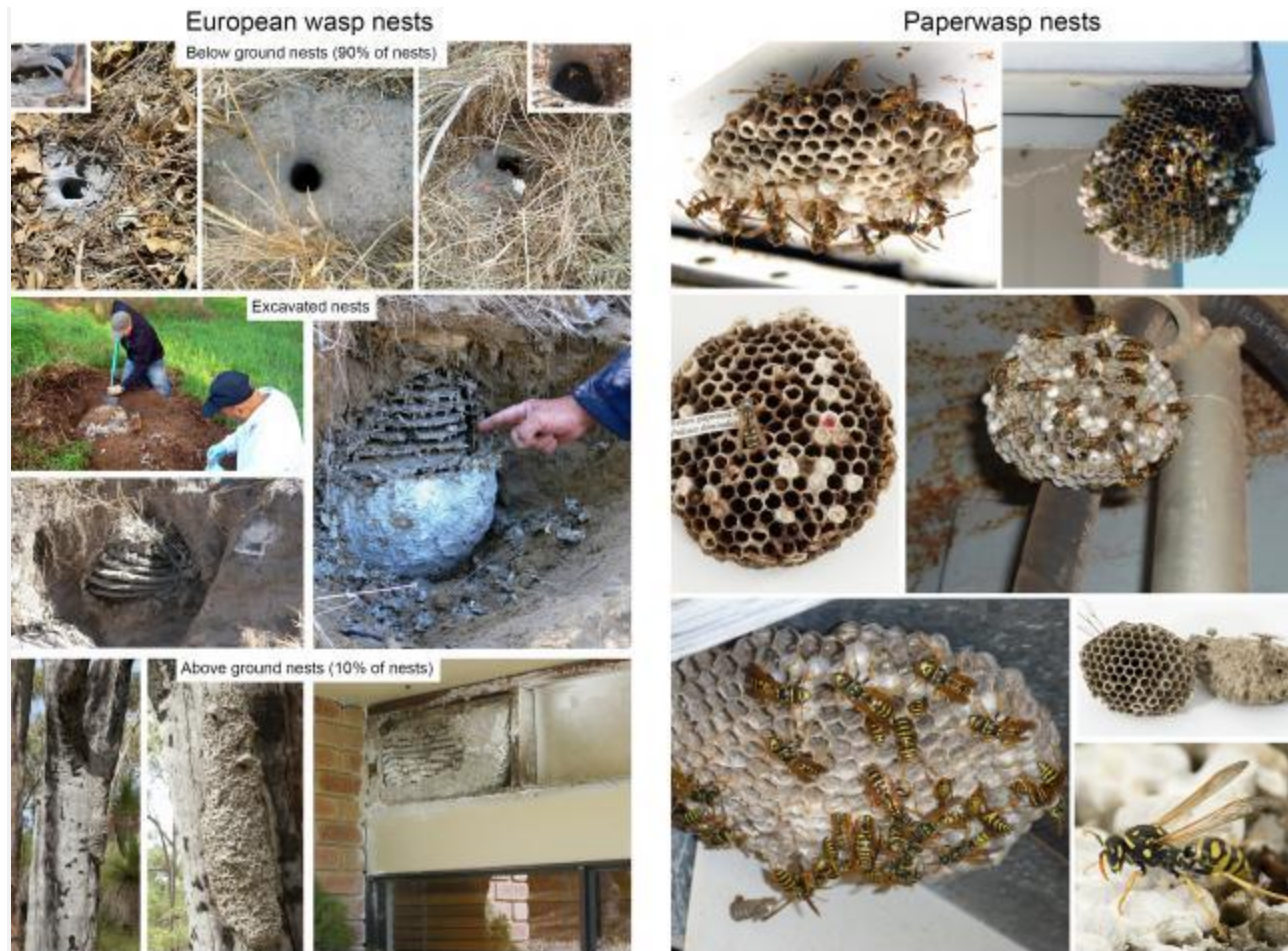 European wasp nests
Below ground nests (90% of nests)
Excavated nests
Above ground nests (10% of nests)
Paperwasp nests